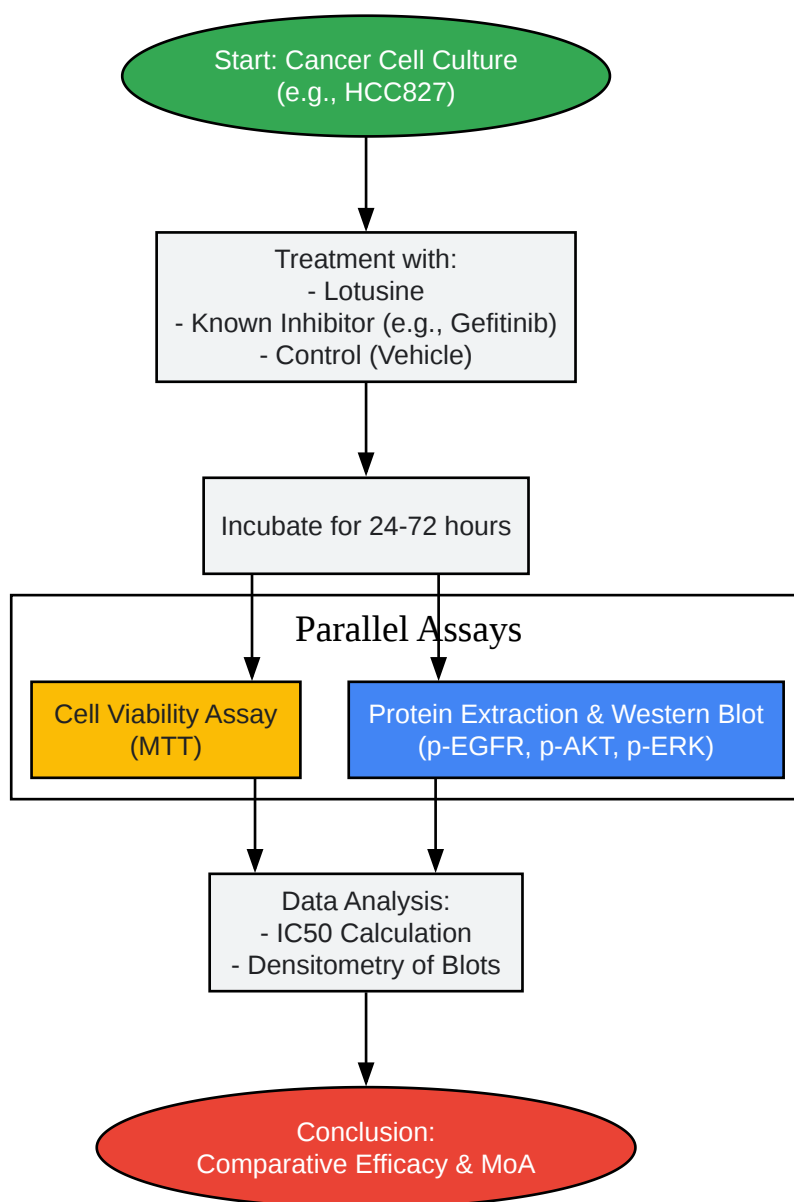 Start: Cancer Cell Culture
(e.g., HCC827)
Treatment with:
- Lotusine
- Known Inhibitor (e.g., Gefitinib)
- Control (Vehicle)
Incubate for 24-72 hours
Parallel Assays
Cell Viability Assay
(MTT)
Protein Extraction & Western Blot
(p-EGFR, p-AKT, p-ERK)
Data Analysis:
- IC50 Calculation
- Densitometry of Blots
Conclusion:
Comparative Efficacy & MoA